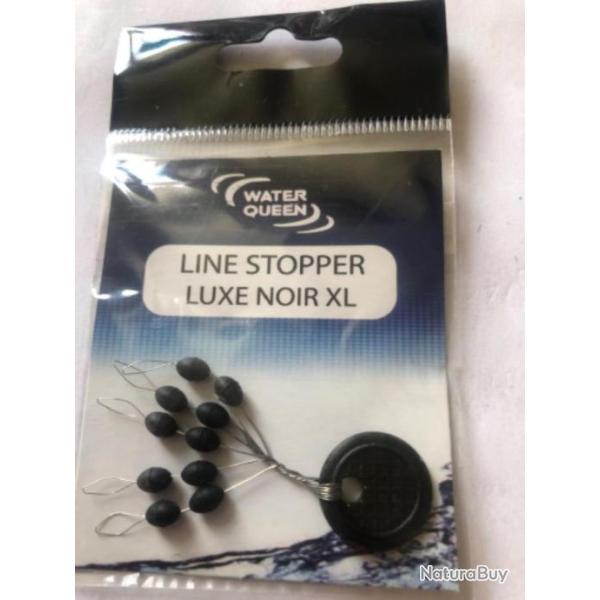 WATER
QUEEN
LINE STOPPER
LUXE NOIR XL
NaturaBuy